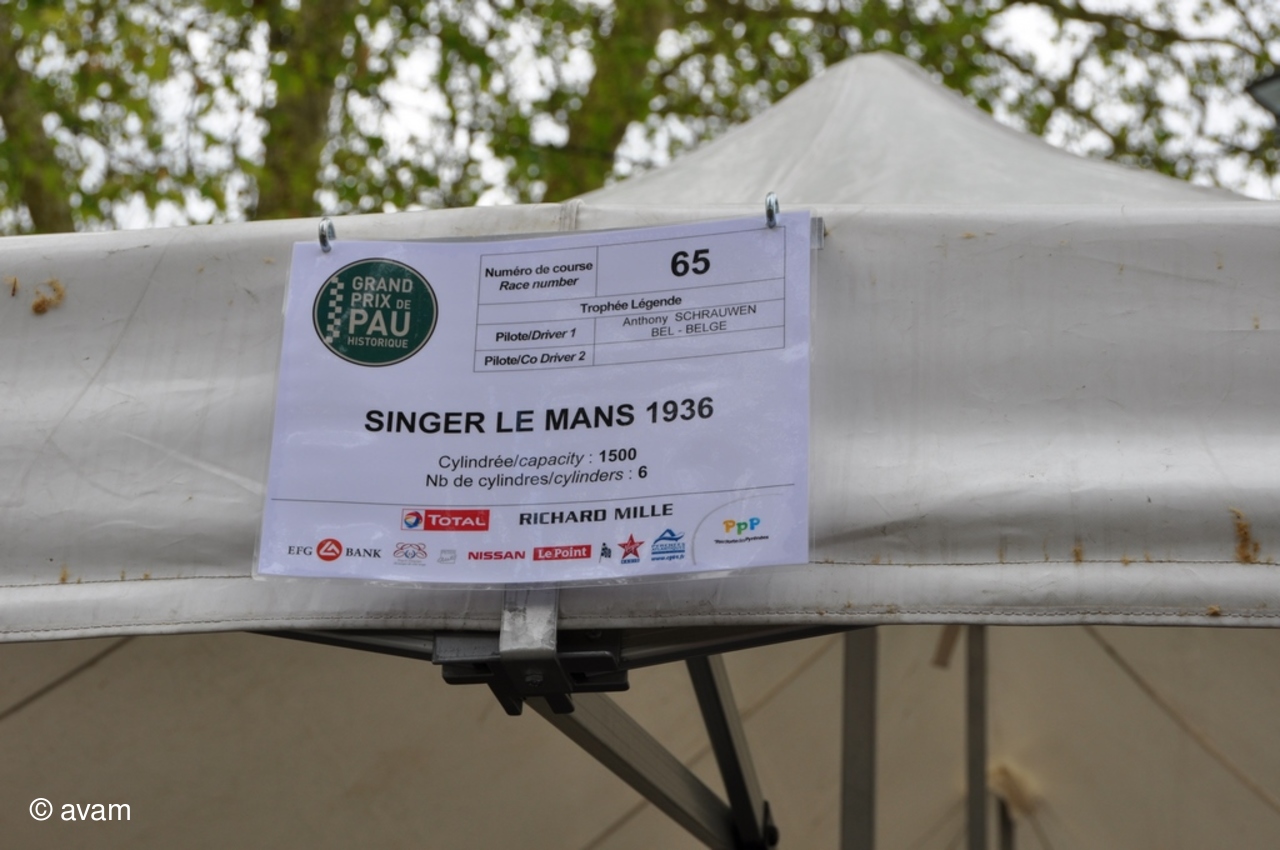 GRAND
PRIX DE
PAU
HISTORIQUE
Numéro de course
Race number
65
Trophée Légende
Pilote/Driver 1
Anthony SCHRAUWEN
BEL - BELGE
Pilote/Co Driver 2
SINGER LE MANS 1936
Cylindrée/capacity : 1500
Nb de cylindres/cylinders : 6
TOTAL
RICHARD MILLE
PPP
EFG BANK
NISSAN
Le Point
© avam